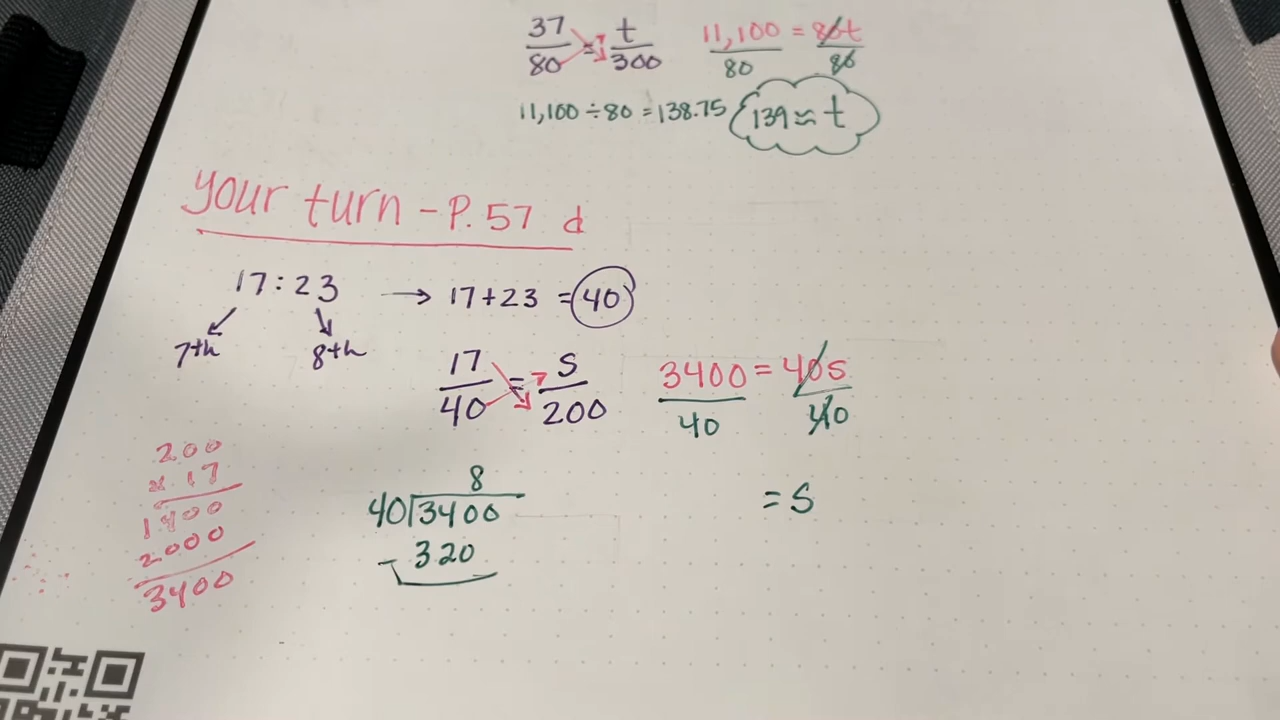 37/80 = t/300   11,100/80 = 80t/80
11,100 ÷ 80 = 138.75   139 ≈ t
Your turn - P. 57 d
17 : 23 → 17 + 23 = 40
7th   8th
17/40 = s/200   3400/40 = 40s/40
200
x 17
1400
2000
3400
8
40)3400
- 320
= s